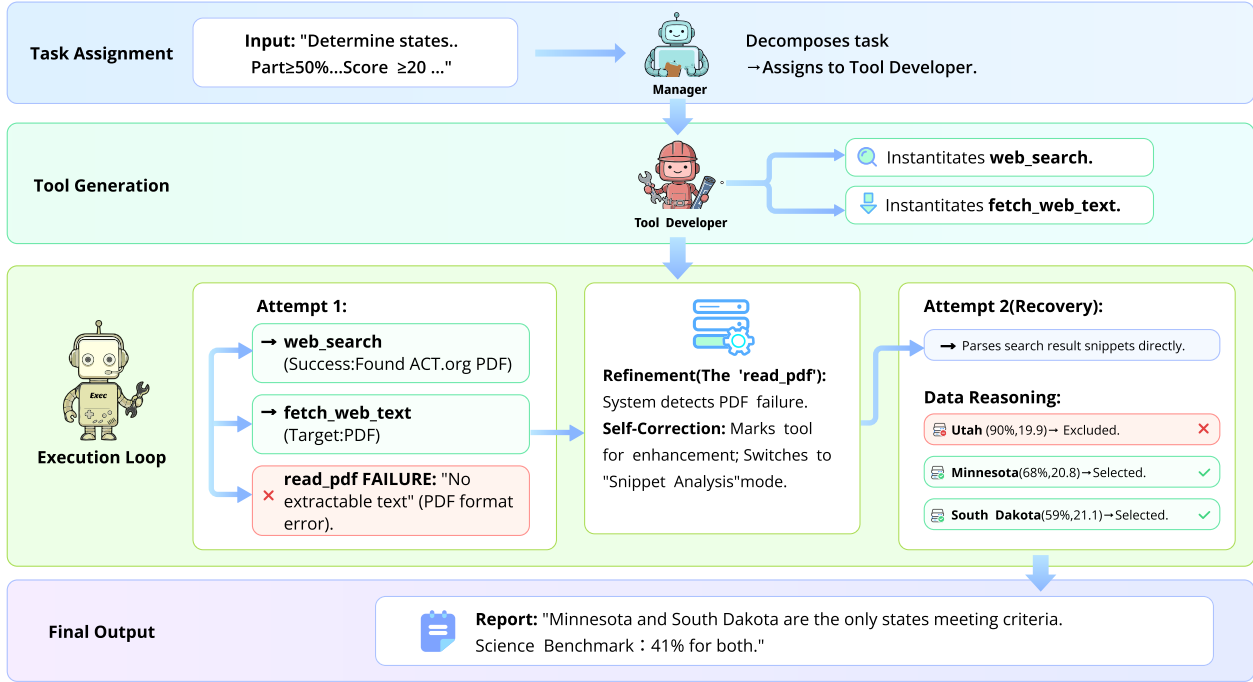 Task Assignment
Input: "Determine states..
Part≥50%...Score ≥20 ..."
Manager
Decomposes task
→Assigns to Tool Developer.
Tool Generation
Tool Developer
Instantitates web_search.
Instantitates fetch_web_text.
Exec
Execution Loop
Attempt 1:
→ web_search
(Success:Found ACT.org PDF)
→ fetch_web_text
(Target:PDF)
read_pdf FAILURE: "No
extractable text" (PDF format
error).
Refinement(The 'read_pdf'):
System detects PDF failure.
Self-Correction: Marks tool
for enhancement; Switches to
"Snippet Analysis"mode.
Attempt 2(Recovery):
→ Parses search result snippets directly.
Data Reasoning:
Utah (90%,19.9)→ Excluded.
Minnesota(68%,20.8)→Selected.
South Dakota(59%,21.1)→Selected.
Final Output
Report: "Minnesota and South Dakota are the only states meeting criteria.
Science Benchmark：41% for both."